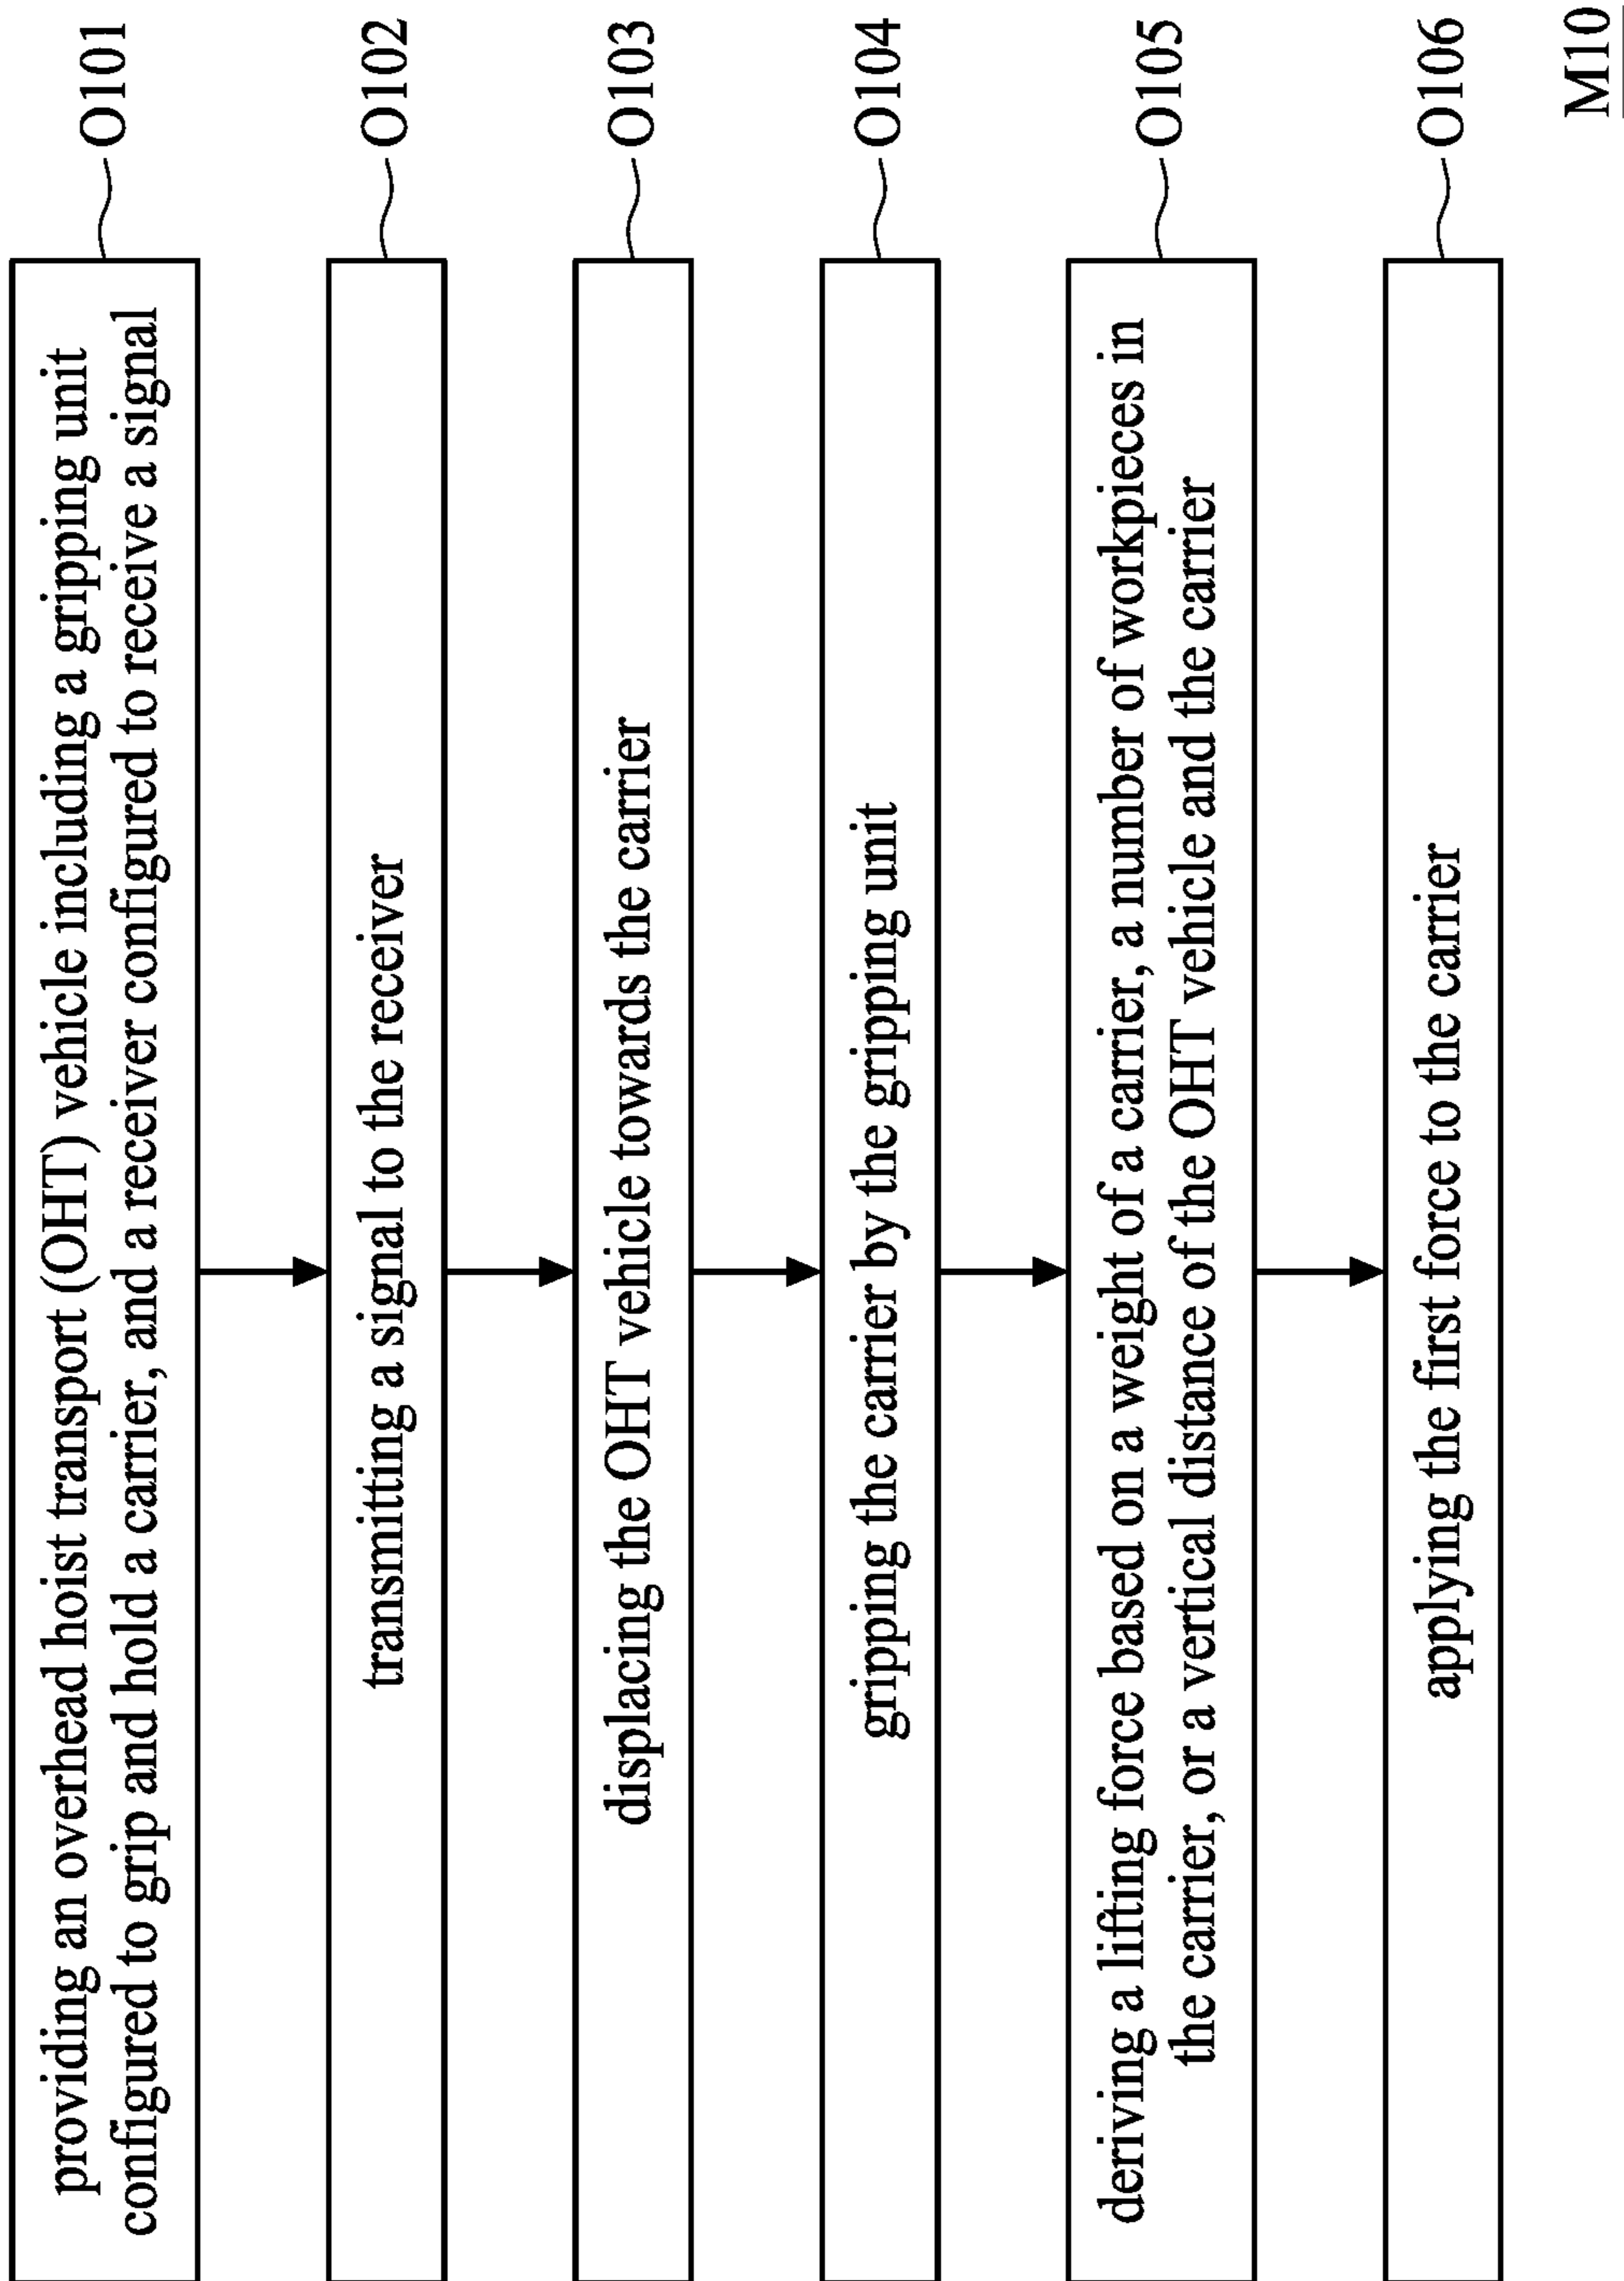 providing an overhead hoist transport (OHT) vehicle including a gripping unit
configured to grip and hold a carrier, and a receiver configured to receive a signal
O101
transmitting a signal to the receiver
O102
displacing the OHT vehicle towards the carrier
O103
gripping the carrier by the gripping unit
O104
deriving a lifting force based on a weight of a carrier, a number of workpieces in
the carrier, or a vertical distance of the OHT vehicle and the carrier
O105
applying the first force to the carrier
O106
M10